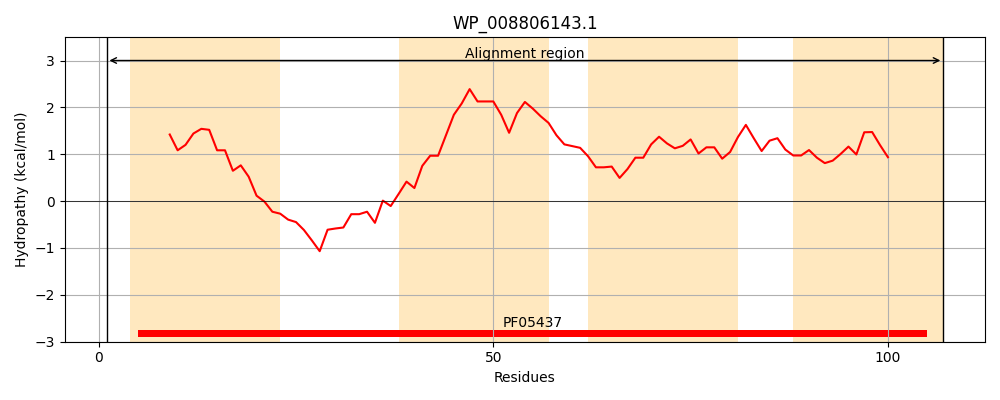 WP_008806143.1
Alignment region
3
2
1
0
−1
−2
−3
Hydropathy (kcal/mol)
PF05437
0
50
100
Residues